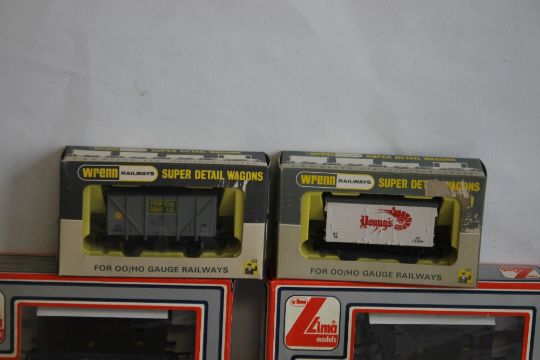 wrenn RAILWAYS SUPER DETAIL WAGONS
TROPICAL
FRUIT CO.
FOR OO/HO GAUGE RAILWAYS
wrenn RAILWAYS SUPER DETAIL WAGONS
Young's
FOR OO/HO GAUGE RAILWAYS
Lima
models